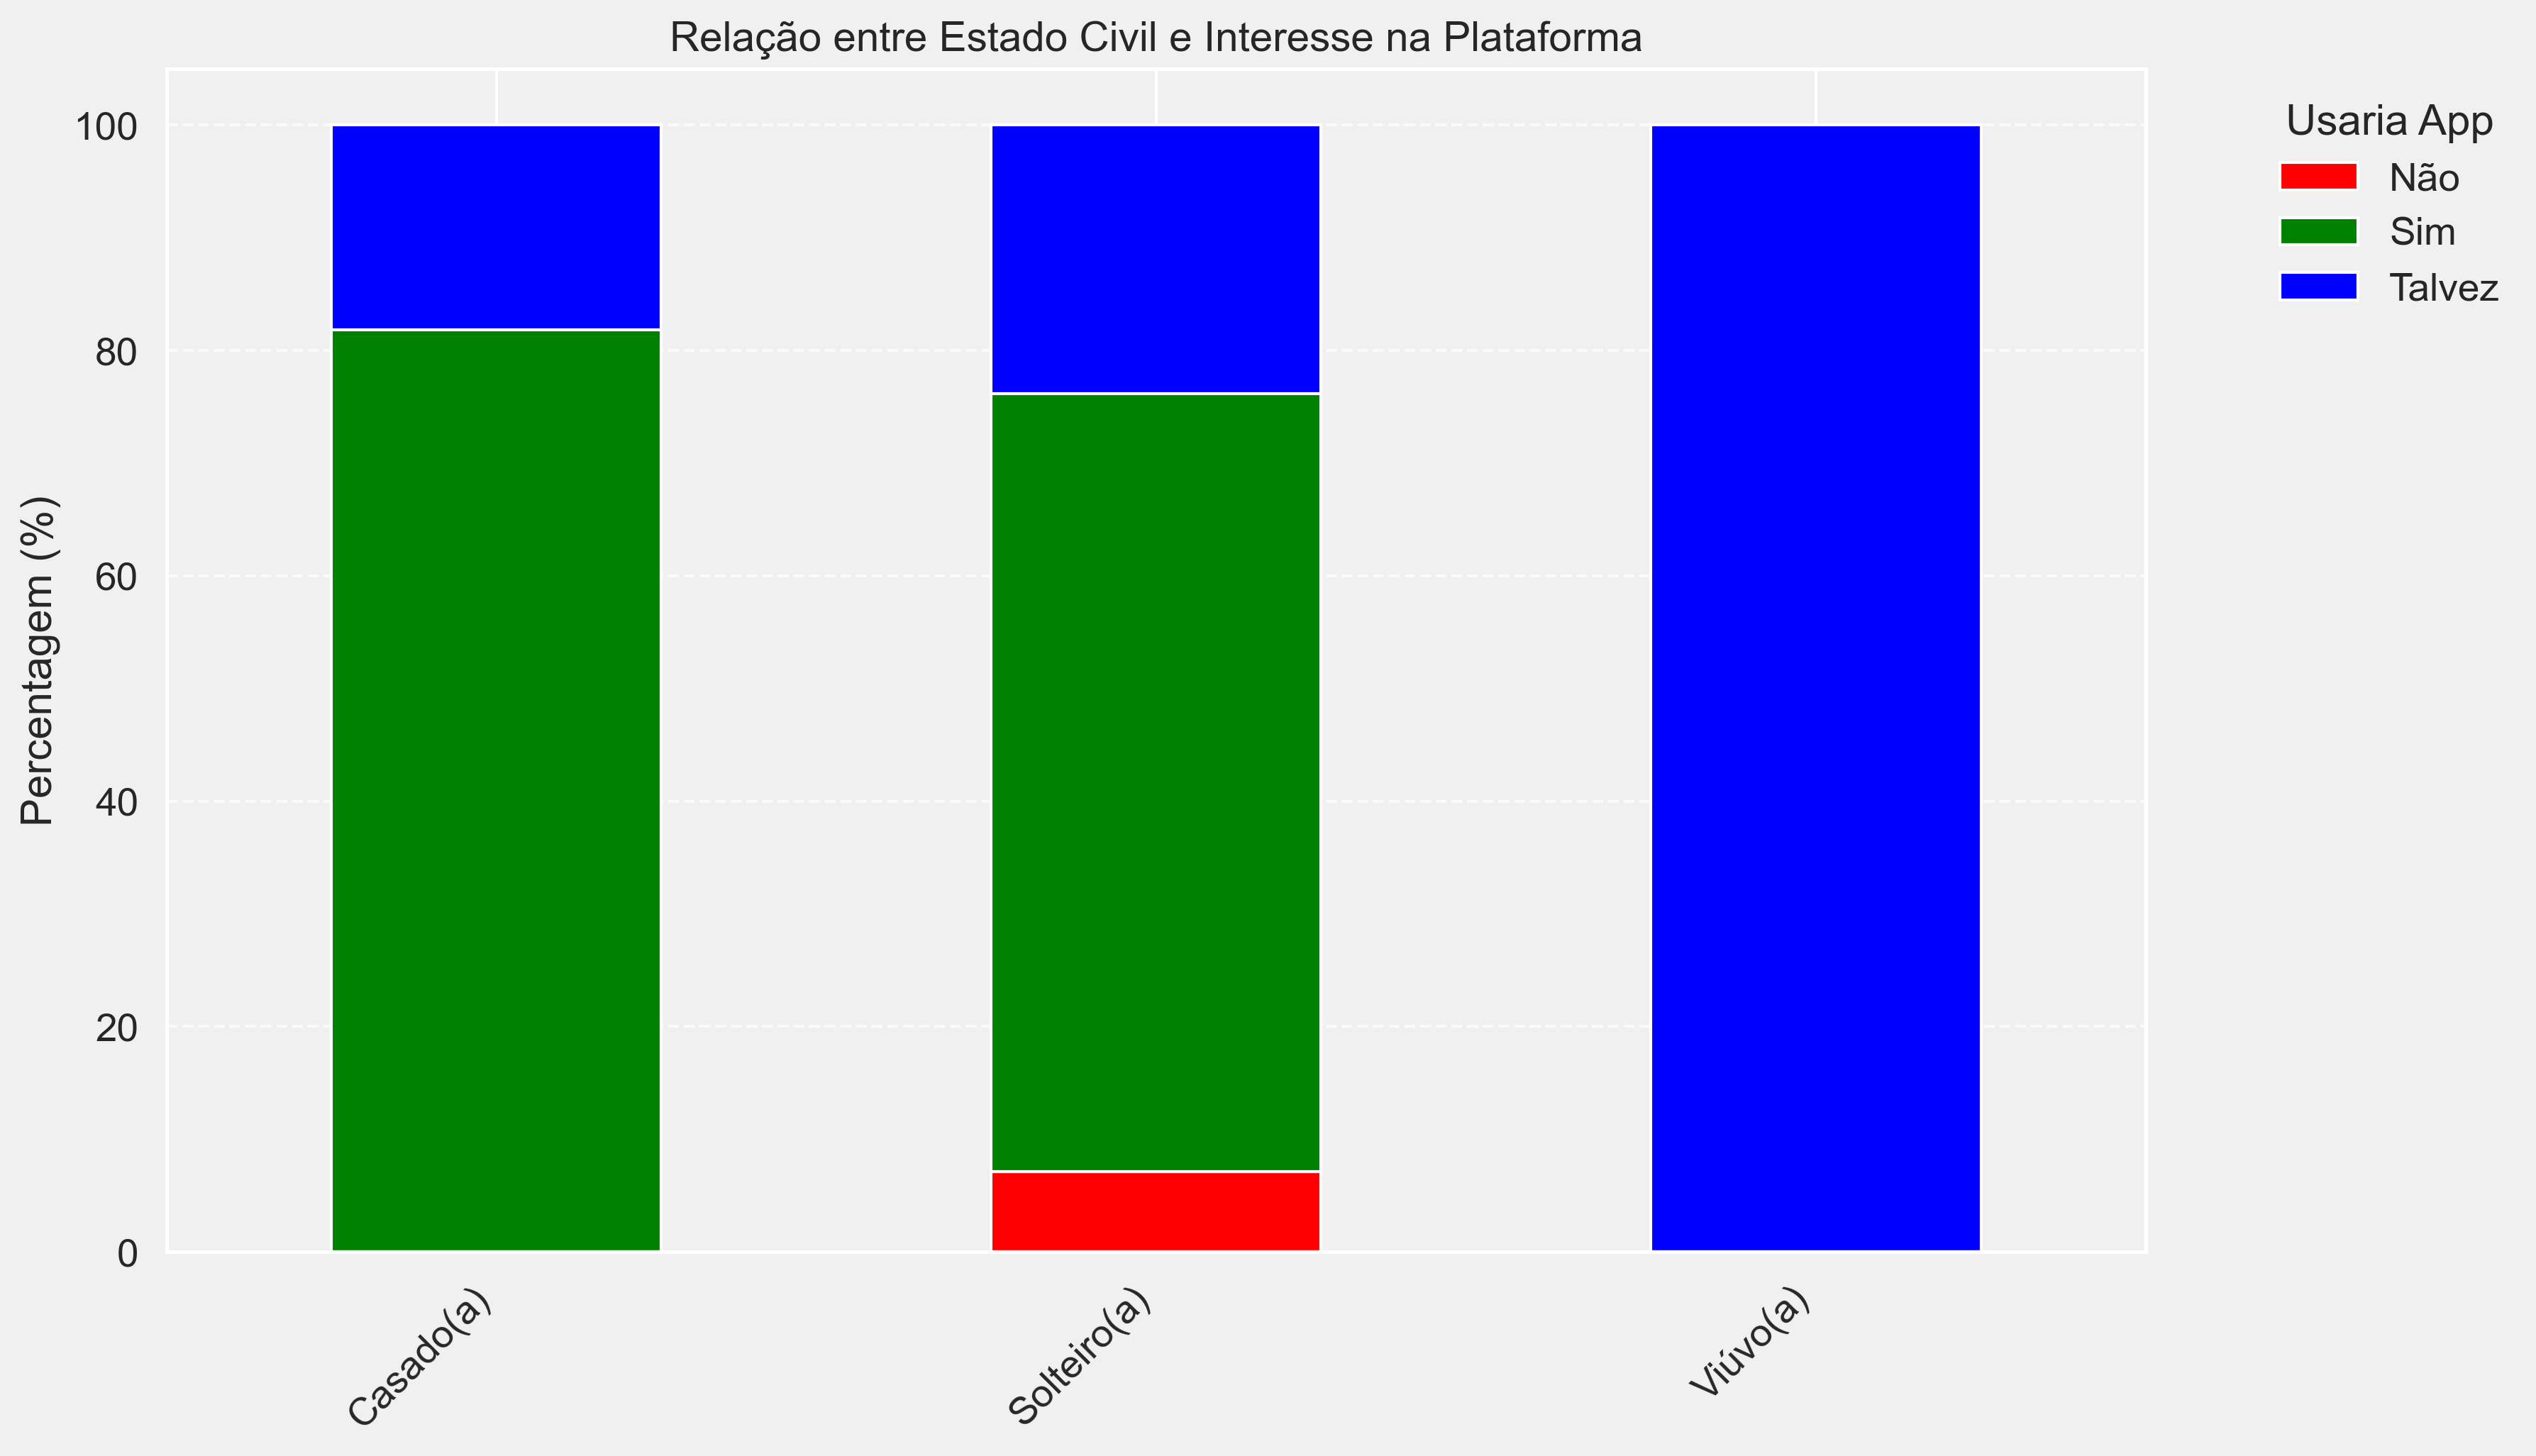 Relação entre Estado Civil e Interesse na Plataforma
Usaria App
Não
Sim
Talvez
Percentagem (%)
100
80
60
40
20
0
Casado(a)
Solteiro(a)
Viúvo(a)